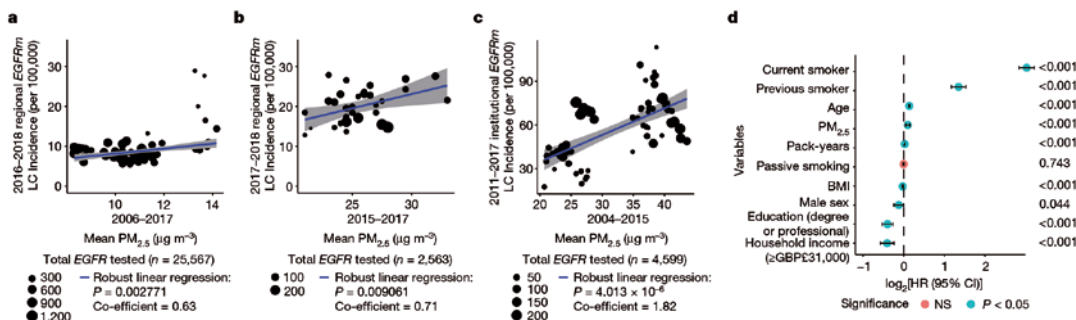 a
2016–2018 regional EGFRm
LC Incidence (per 100,000)
30
20
10
0
10
12
14
2006–2017
Mean PM2.5 (µg m−3)
Total EGFR tested (n = 25,567)
300
600
900
1,200
Robust linear regression:
P = 0.002771
Co-efficient = 0.63
b
2017–2018 regional EGFRm
LC Incidence (per 100,000)
30
20
10
0
25
30
2015–2017
Mean PM2.5 (µg m−3)
Total EGFR tested (n = 2,563)
100
200
Robust linear regression:
P = 0.009061
Co-efficient = 0.71
c
2011–2017 institutional EGFRm
LC Incidence (per 100,000)
90
70
50
30
20
25
30
35
40
2004–2015
Mean PM2.5 (µg m−3)
Total EGFR tested (n = 4,599)
50
100
150
200
Robust linear regression:
P = 4.013 × 10−6
Co-efficient = 1.82
d
Variables
Current smoker <0.001
Previous smoker <0.001
Age <0.001
PM2.5 <0.001
Pack-years <0.001
Passive smoking 0.743
BMI <0.001
Male sex 0.044
Education (degree
or professional) <0.001
Household income <0.001
(≥GBP£31,000)
0
2
log2[HR (95% CI)]
Significance NS P < 0.05